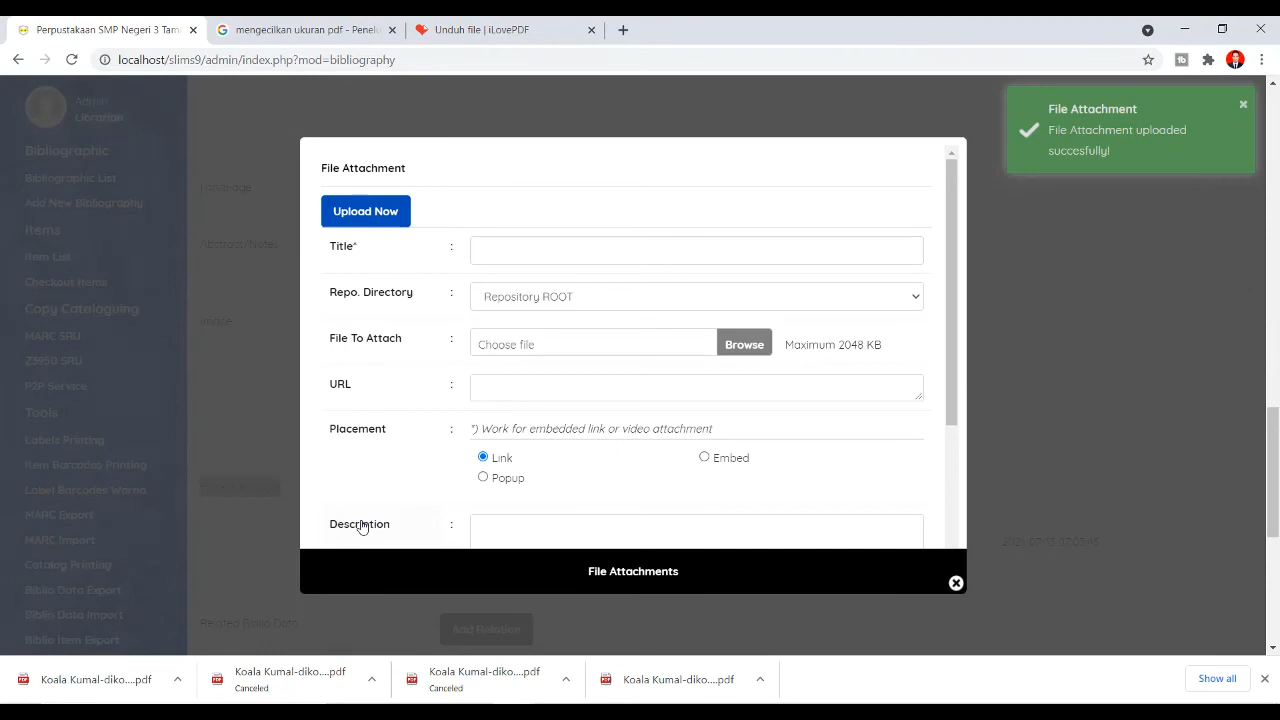 Perpustakaan SMP Negeri 3 Tam
mengecilkan ukuran pdf - Penelu
Unduh file | iLovePDF
localhost/slims9/admin/index.php?mod=bibliography
Admin
Librarian
Bibliographic
Bibliographic List
Add New Bibliography
Items
Item List
Checkout Items
Copy Cataloguing
MARC SRU
Z3950 SRU
P2P Service
Tools
Labels Printing
Item Barcodes Printing
Label Barcodes Warna
MARC Export
MARC Import
Catalog Printing
Biblio Data Export
Biblio Data Import
Biblio Item Export
Language
Abstract/Notes
Image
Related Biblio Data
Add Relation
File Attachment
File Attachment uploaded
succesfully!
File Attachment
Upload Now
Title* :
Repo. Directory : Repository ROOT
File To Attach : Choose file Browse Maximum 2048 KB
URL :
Placement : *) Work for embedded link or video attachment
Link Embed
Popup
Description :
File Attachments
Koala Kumal-diko....pdf
Koala Kumal-diko....pdf
Canceled
Koala Kumal-diko....pdf
Canceled
Koala Kumal-diko....pdf
Show all